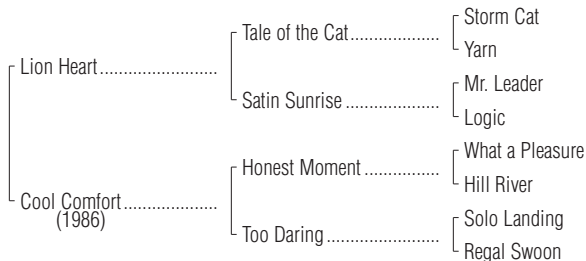 Storm Cat
Tale of the Cat....................
Yarn
Lion Heart..........................
Mr. Leader
Satin Sunrise .....................
Logic
What a Pleasure
Honest Moment .................
Hill River
Cool Comfort.....................
(1986)
Solo Landing
Too Daring .........................
Regal Swoon